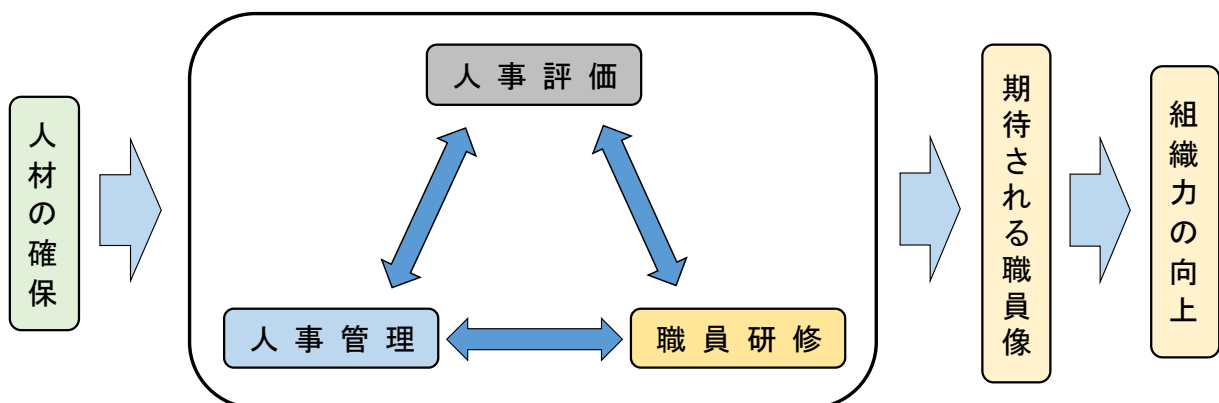 人材の確保
人事評価
人事管理
職員研修
期待される職員像
組織力の向上